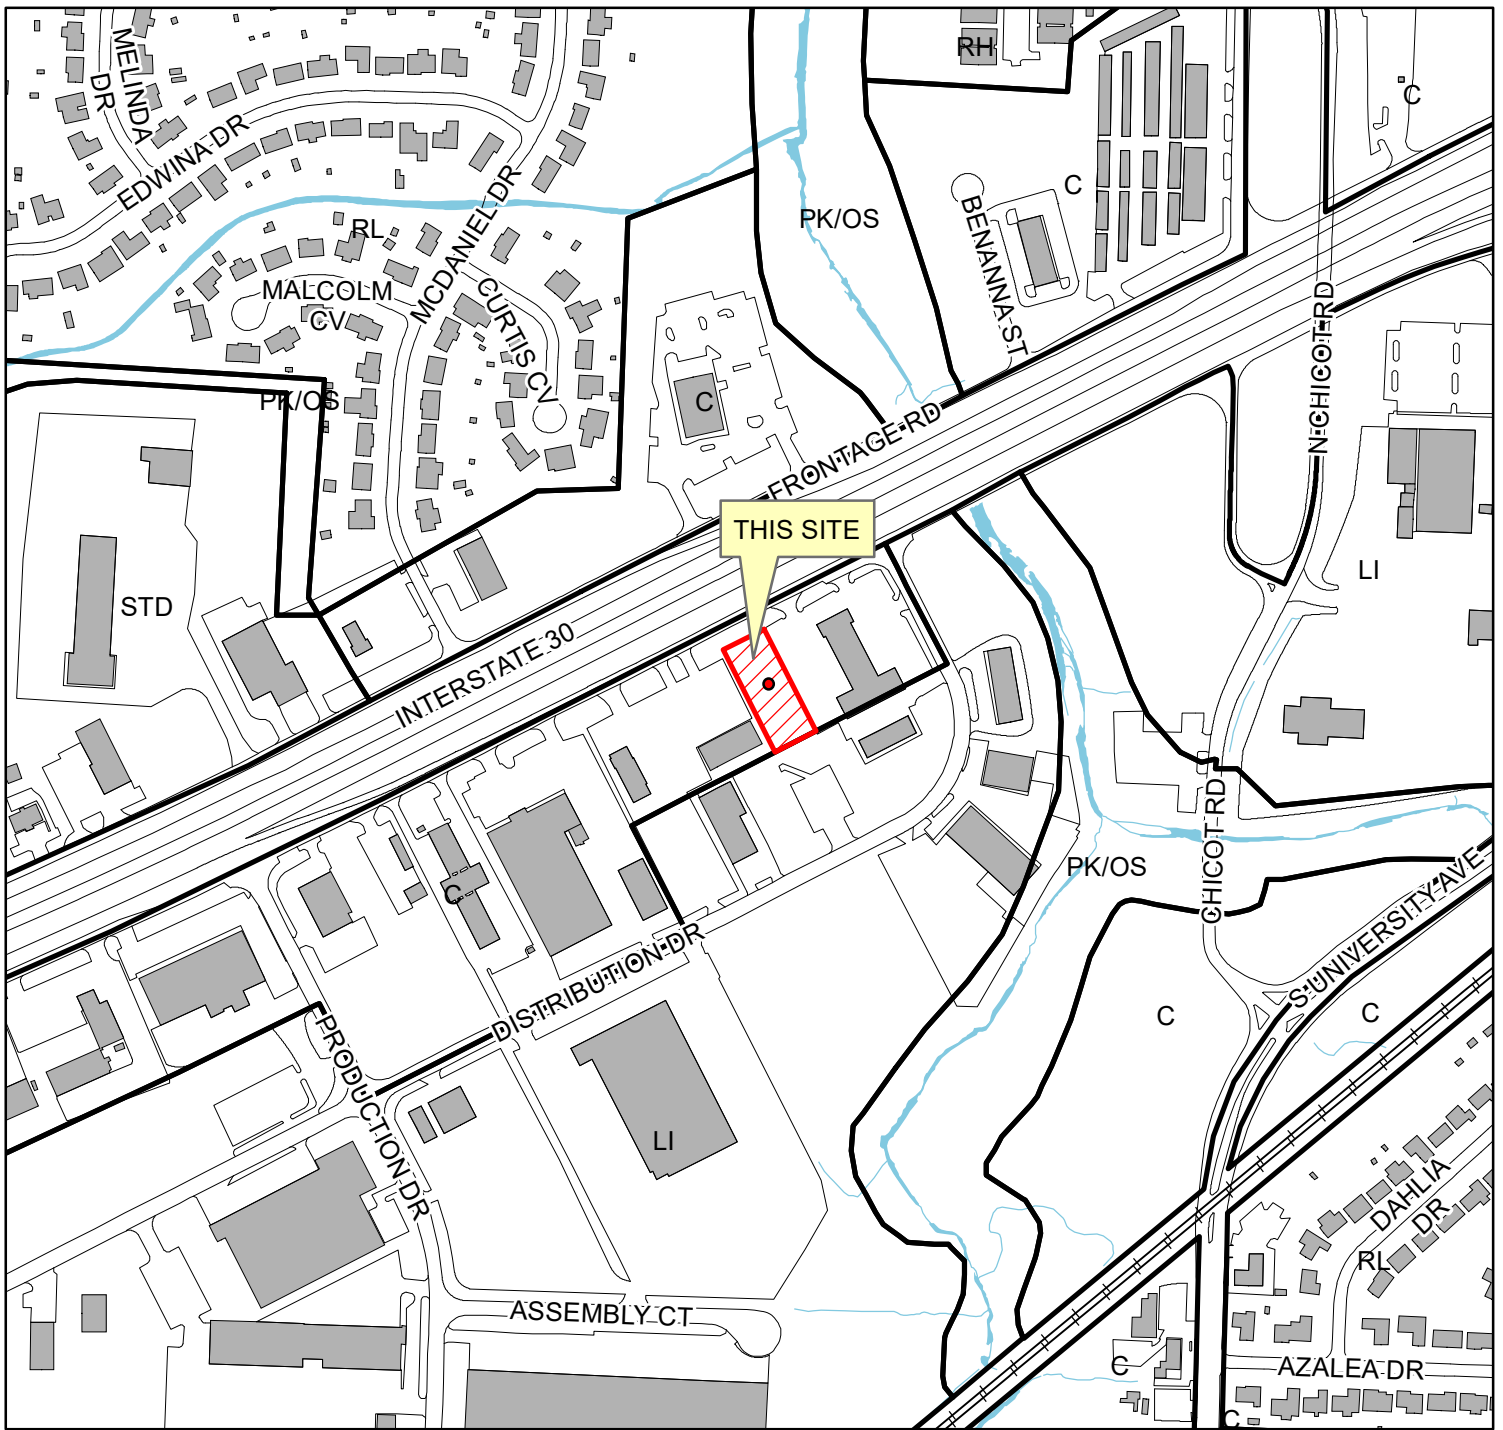 RH
C
MELINDA
DR
EDWINA DR
C
PK/OS
RL
MCDANIEL DR
BENANNA ST
MALCOLM
CV
CURTIS CV
N CHICOT RD
PK/OS
C
FRONTAGE RD
THIS SITE
LI
STD
INTERSTATE 30
CHICOT RD
PK/OS
C
S UNIVERSITY AVE
DISTRIBUTION DR
C
C
PRODUCTION DR
LI
DAHLIA
DR
RL
ASSEMBLY CT
C
AZALEA DR
C